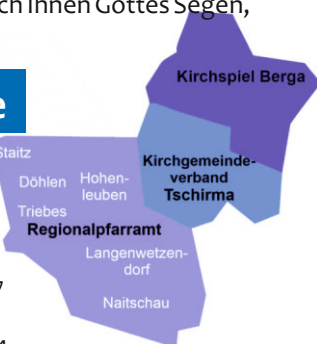 ch Ihnen Gottes Segen,
Kirchspiel Berga
e
Staitz
Kirchgemeinde-
verband
Tschirma
Döhlen
Hohen-
leuben
Triebes
Regionalpfarramt
Langenwetzen-
dorf
Naitschau